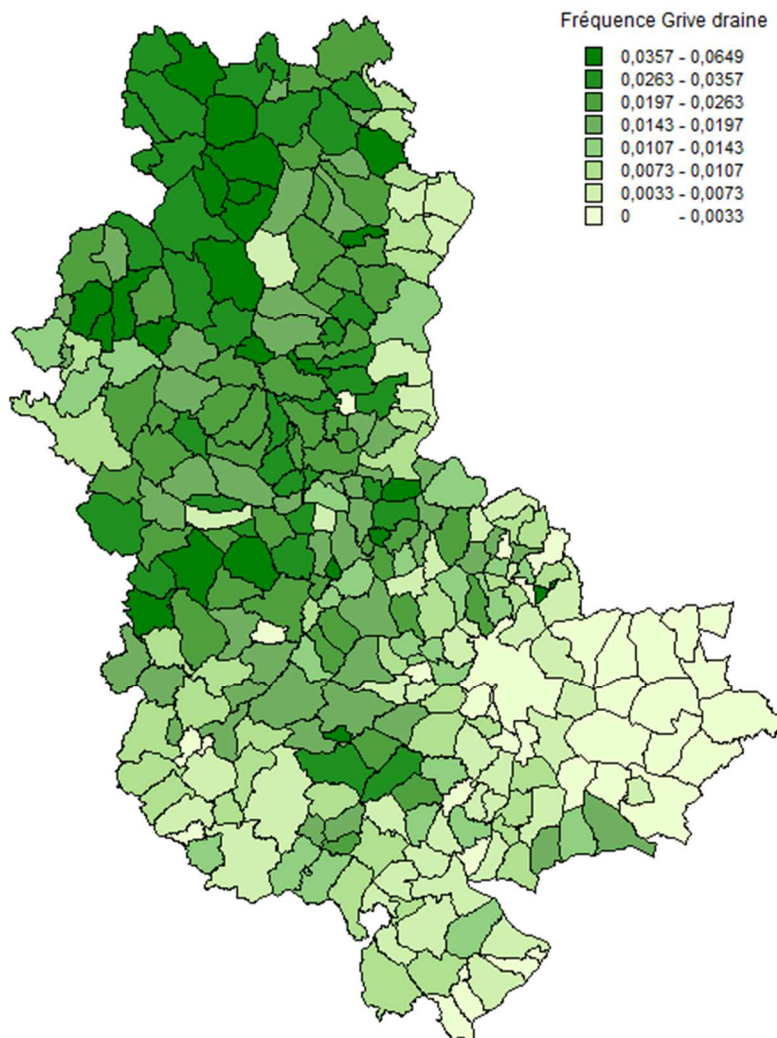 Fréquence Grive draine
0,0357 - 0,0649
0,0263 - 0,0357
0,0197 - 0,0263
0,0143 - 0,0197
0,0107 - 0,0143
0,0073 - 0,0107
0,0033 - 0,0073
0 - 0,0033